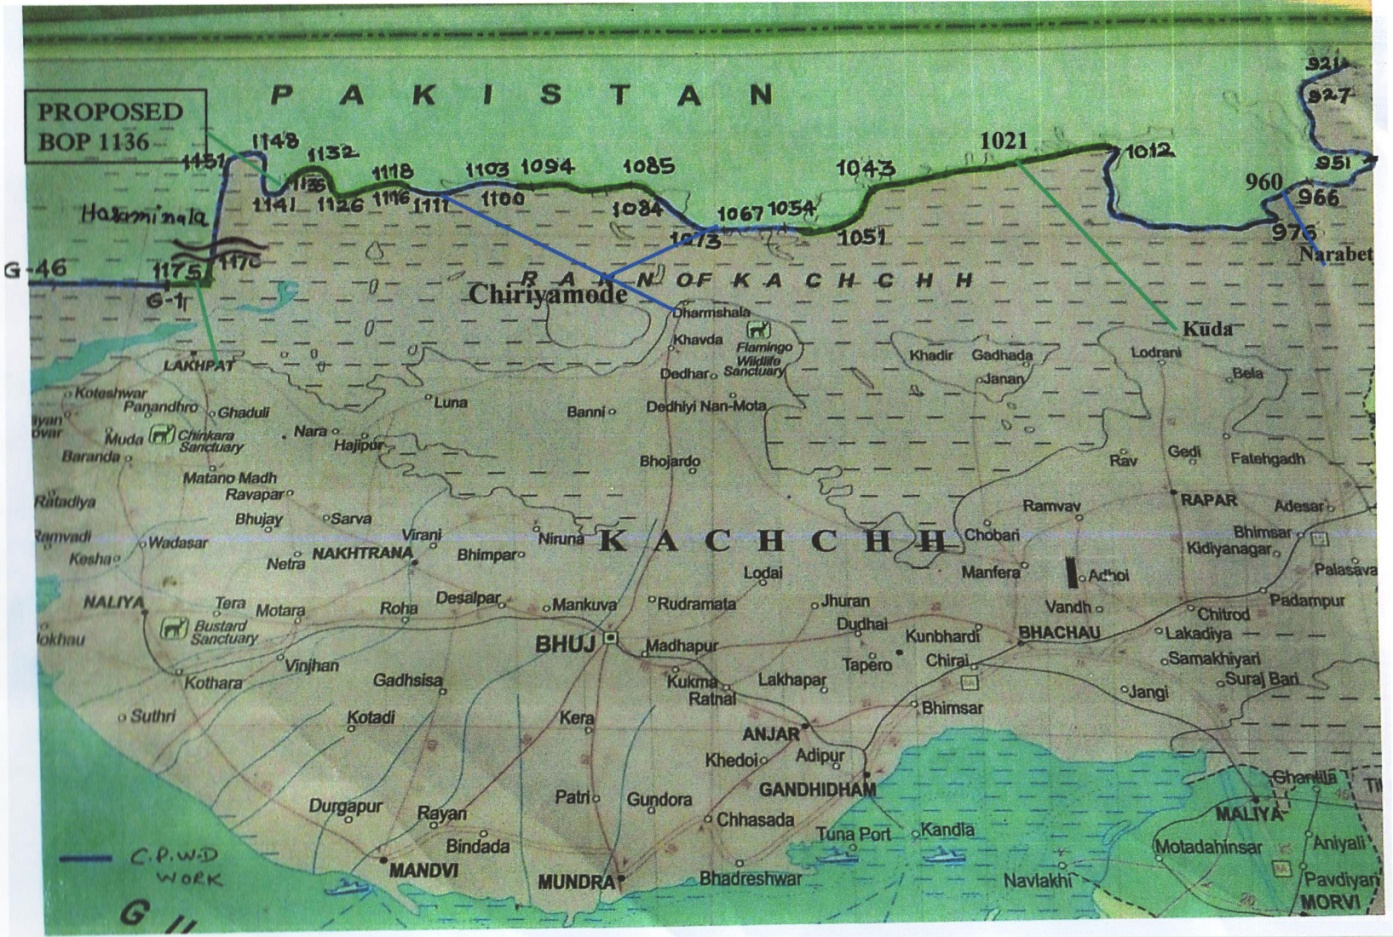 PAKISTAN
921
927
PROPOSED
BOP 1136
1148
1151
1132
1136
1118
1103
1094
1085
1043
1021
1012
951
960
966
1141
1126
1116
1111
1100
1084
1067
1054
1073
1051
976
Haraminala
Narabet
G-46
1175
1170
G-1
RANN OF KACHCHH
Chiriyamode
Dharmshala
Kuda
LAKHPAT
Khavda
Flamingo
Wildlife
Sanctuary
Khadir
Gadhada
Lodrani
Dedhar
Janan
Bela
Koteshwar
Panandhro
Ghaduli
Luna
Banni
Dedhiyi Nan-Mota
Muda
Chinkara
Sanctuary
Nara
Hajipur
Baranda
Bhojardo
Rav
Gedi
Fatehgadh
Matano Madh
Ravapar
Ratadiya
Ramvav
RAPAR
Adesar
Bhujay
Sarva
Virani
Niruna
KACHCHH
Chobari
Bhimsar
Kidiyanagar
Ramvadi
Wadasar
Kosha
Netra
NAKHTRANA
Bhimpar
Lodai
Manfera
Adhoi
Palasava
NALIYA
Tera
Motara
Roha
Desalpar
Mankuva
Rudramata
Jhuran
Vandh
Chitrod
Padampur
Bustard
Sanctuary
Dudhai
Kunbhardi
BHACHAU
Lakadiya
BHUJ
Madhapur
Vinjhan
Tapero
Chirai
Samakhiyari
Kothara
Gadhsisa
Kukma
Ratnal
Lakhapar
Jangi
Suraj Bari
Suthri
Kotadi
Kera
Bhimsar
ANJAR
Khedoi
Adipur
GANDHIDHAM
Durgapur
Rayan
Patri
Gundora
Chhasada
MALIYA
Tuna Port
Kandla
Bindada
Motadahinsar
Aniyali
C.P.W.D
WORK
MANDVI
MUNDRA
Bhadreshwar
Navlakhi
Pavdiyari
MORVI
G U